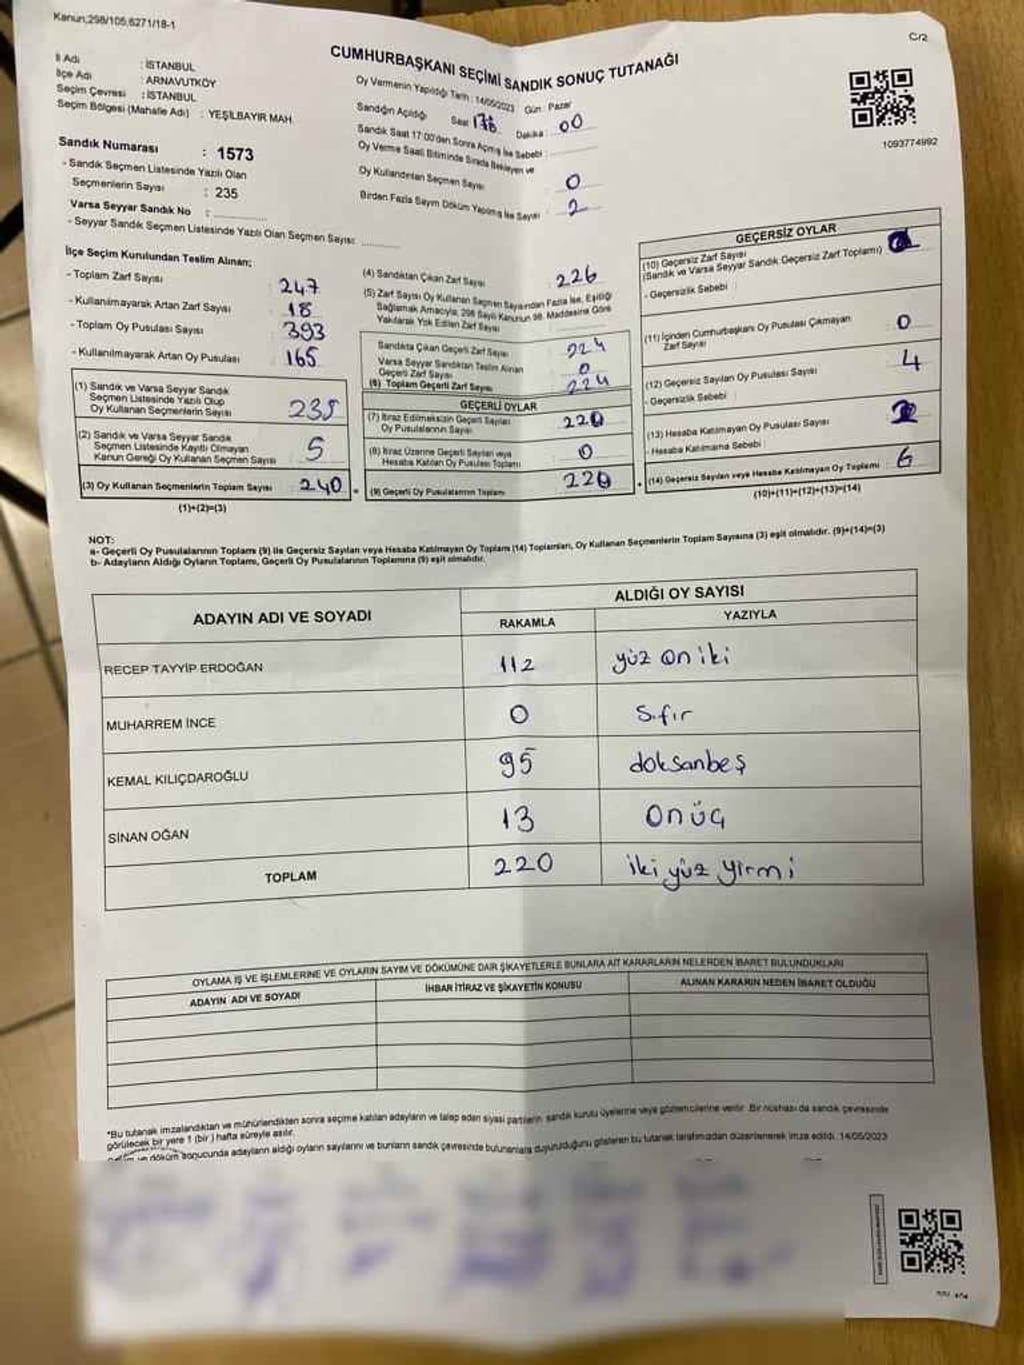 Kanun;298/105,6271/18-1
C/2
CUMHURBAŞKANI SEÇİMİ SANDIK SONUÇ TUTANAĞI
İl Adı : İSTANBUL
İlçe Adı : ARNAVUTKÖY
Seçim Çevresi : İSTANBUL
Seçim Bölgesi (Mahalle Adı) : YEŞİLBAYIR MAH.
Sandık Numarası : 1573
- Sandık Seçmen Listesinde Yazılı Olan
Seçmenlerin Sayısı : 235
Varsa Seyyar Sandık No :
- Seyyar Sandık Seçmen Listesinde Yazılı Olan Seçmen Sayısı:
Oy Vermenin Yapıldığı Tarih : 14/05/2023 Gün : Pazar
Sandığın Açıldığı Saat Dakika : 00
Sandık Saat 17:00'den Sonra Açmış İse Sebebi :
Oy Verme Saati Bitiminde Sırada Bekleyen ve
Oy Kullandırılan Seçmen Sayısı 0
Birden Fazla Sayım Döküm Yapılmış İse Sayısı 2
1093774992
İlçe Seçim Kurulundan Teslim Alınan;
- Toplam Zarf Sayısı : 247
- Kullanılmayarak Artan Zarf Sayısı : 18
- Toplam Oy Pusulası Sayısı : 393
- Kullanılmayarak Artan Oy Pusulası : 165
(1) Sandık ve Varsa Seyyar Sandık
Seçmen Listesinde Yazılı Olup
Oy Kullanan Seçmenlerin Sayısı 235
(2) Sandık ve Varsa Seyyar Sandık
Seçmen Listesinde Kayıtlı Olmayan
Kanun Gereği Oy Kullanan Seçmen Sayısı 5
(3) Oy Kullanan Seçmenlerin Toplam Sayısı 240
(1)+(2)=(3)
(4) Sandıktan Çıkan Zarf Sayısı : 226
(5) Zarf Sayısı Oy Kullanan Seçmen Sayısından Fazla İse, Eşitliği
Sağlamak Amacıyla, 298 Sayılı Kanunun 98. Maddesine Göre
Yakılarak Yok Edilen Zarf Sayısı
Sandıkta Çıkan Geçerli Zarf Sayısı 224
Varsa Seyyar Sandıktan Teslim Alınan
Geçerli Zarf Sayısı 0
(6) Toplam Geçerli Zarf Sayısı 224
GEÇERLİ OYLAR
(7) İtiraz Edilmeksizin Geçerli Sayılan
Oy Pusulalarının Sayısı 220
(8) İtiraz Üzerine Geçerli Sayılan veya
Hesaba Katılan Oy Pusulası Toplamı 0
(9) Geçerli Oy Pusulalarının Toplamı 220
GEÇERSİZ OYLAR
(10) Geçersiz Zarf Sayısı
(Sandık ve Varsa Seyyar Sandık Geçersiz Zarf Toplamı)
- Geçersizlik Sebebi :
(11) İçinden Cumhurbaşkanı Oy Pusulası Çıkmayan
Zarf Sayısı 0
(12) Geçersiz Sayılan Oy Pusulası Sayısı 4
- Geçersizlik Sebebi :
(13) Hesaba Katılmayan Oy Pusulası Sayısı 2
- Hesaba Katılmama Sebebi :
(14) Geçersiz Sayılan veya Hesaba Katılmayan Oy Toplamı 6
(10)+(11)+(12)+(13)=(14)
NOT:
a- Geçerli Oy Pusulalarının Toplamı (9) ile Geçersiz Sayılan veya Hesaba Katılmayan Oy Toplamı (14) Toplamları, Oy Kullanan Seçmenlerin Toplam Sayısına (3) eşit olmalıdır. (9)+(14)=(3)
b- Adayların Aldığı Oyların Toplamı, Geçerli Oy Pusulalarının Toplamına (9) eşit olmalıdır.
ADAYIN ADI VE SOYADI ALDIĞI OY SAYISI
RAKAMLA YAZIYLA
RECEP TAYYİP ERDOĞAN 112 yüz on iki
MUHARREM İNCE 0 Sıfır
KEMAL KILIÇDAROĞLU 95 doksanbeş
SİNAN OĞAN 13 onüç
TOPLAM 220 iki yüz yirmi
OYLAMA İŞ VE İŞLEMLERİNE VE OYLARIN SAYIM VE DÖKÜMÜNE DAİR ŞİKAYETLERLE BUNLARA AİT KARARLARIN NELERDEN İBARET BULUNDUKLARI
ADAYIN ADI VE SOYADI İHBAR İTİRAZ VE ŞİKAYETİN KONUSU ALINAN KARARIN NEDEN İBARET OLDUĞU
*Bu tutanak imzalandıktan ve mühürlendikten sonra seçime katılan adayların ve talep eden siyasi partilerin sandık kurulu üyelerine veya gözlemcilerine verilir. Bir nüshası da sandık çevresinde
görülecek bir yere 1 (bir) hafta süreyle asılır.
ve döküm sonucunda adayların aldığı oyların sayılarını ve bunların sandık çevresinde bulunanlara duyurulduğunu gösteren bu tutanak tarafımızdan düzenlenerek imza edildi. 14/05/2023